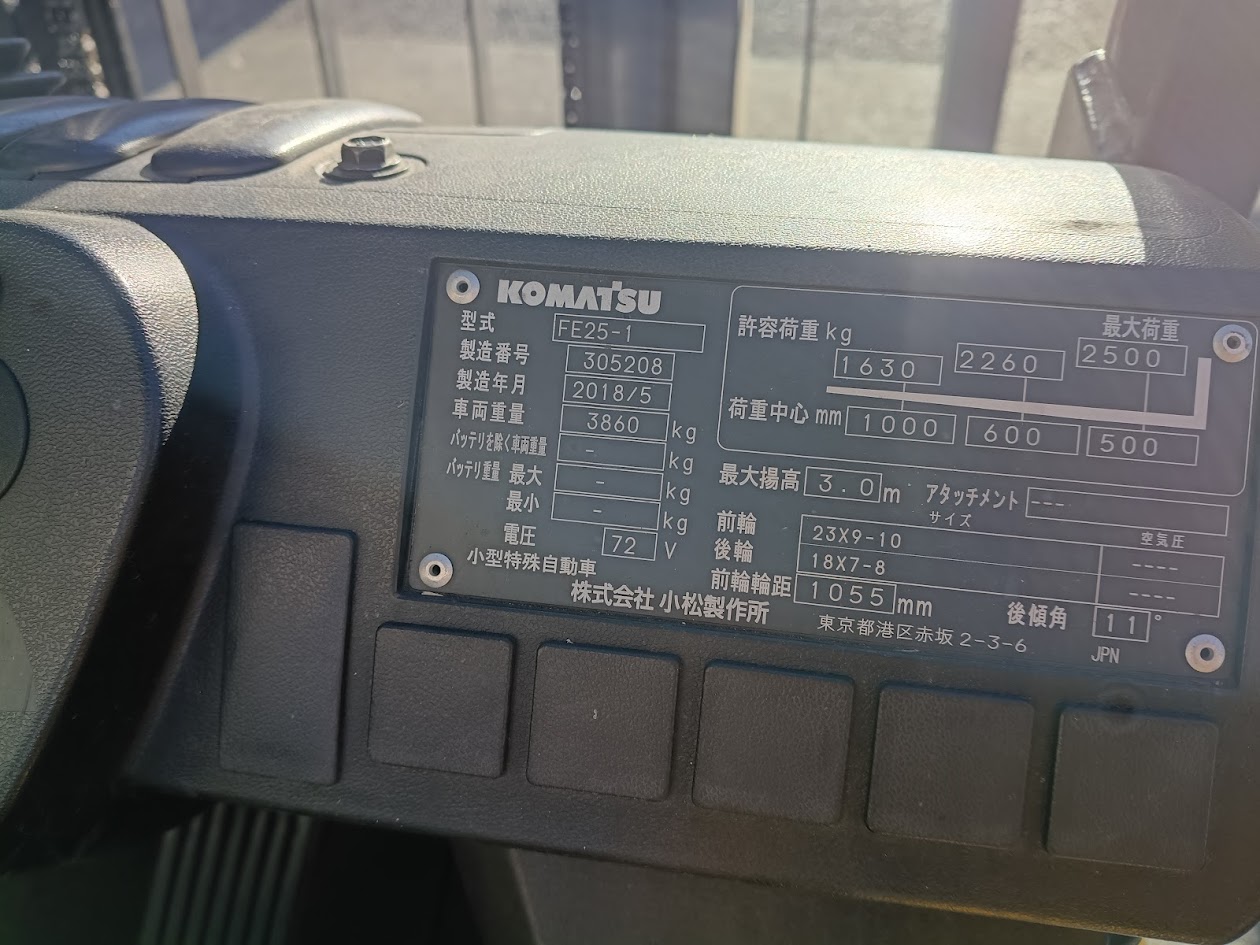 KOMATSU
型式 FE25-1
製造番号 305208
製造年月 2018/5
車両重量 3860 kg
バッテリを除く車両重量 - kg
バッテリ重量 最大 - kg
最小 - kg
電圧 72 V
小型特殊自動車
株式会社 小松製作所
許容荷重 kg 最大荷重
1630 2260 2500
荷重中心 mm 1000 600 500
最大揚高 3.0 m アタッチメント ---
サイズ 空気圧
前輪 23X9-10 ----
後輪 18X7-8 ----
前輪輪距 1055 mm 後傾角 11°
東京都港区赤坂2-3-6 JPN